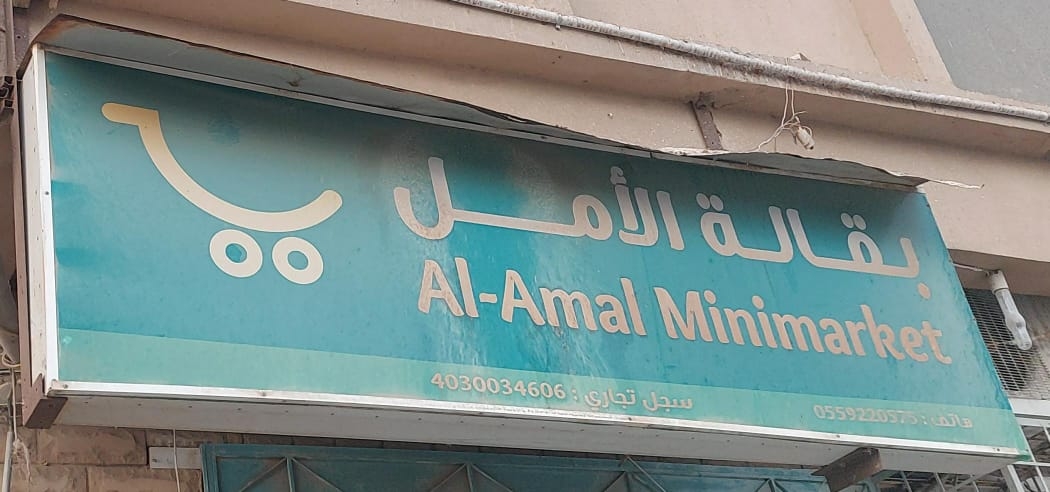 بقالة الأمل
Al-Amal Minimarket
سجل تجاري : 4030034606
هاتف : 0559220575